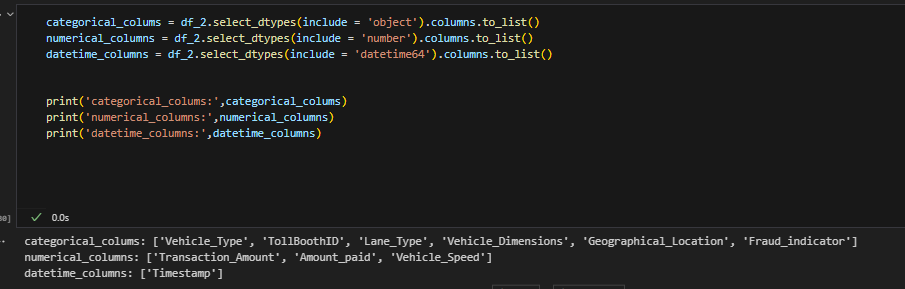 categorical_colums = df_2.select_dtypes(include = 'object').columns.to_list()
numerical_columns = df_2.select_dtypes(include = 'number').columns.to_list()
datetime_columns = df_2.select_dtypes(include = 'datetime64').columns.to_list()
print('categorical_colums:',categorical_colums)
print('numerical_columns:',numerical_columns)
print('datetime_columns:',datetime_columns)
0.0s
categorical_colums: ['Vehicle_Type', 'TollBoothID', 'Lane_Type', 'Vehicle_Dimensions', 'Geographical_Location', 'Fraud_indicator']
numerical_columns: ['Transaction_Amount', 'Amount_paid', 'Vehicle_Speed']
datetime_columns: ['Timestamp']